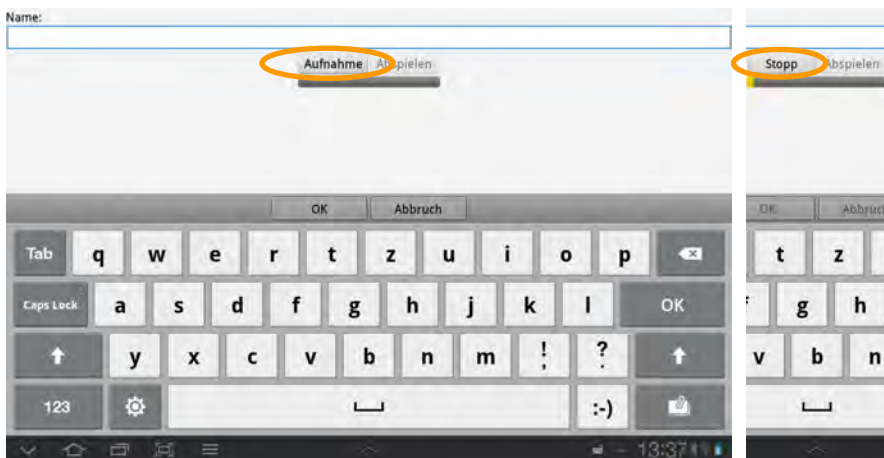 Name:
Aufnahme Abspielen
OK Abbruch
Tab q w e r t z u i o p
Caps Lock a s d f g h j k l OK
y x c v b n m ! , ? .
123 :-)
13:37
Stopp Abspielen
OK Abbruch
t z
g h
v b n